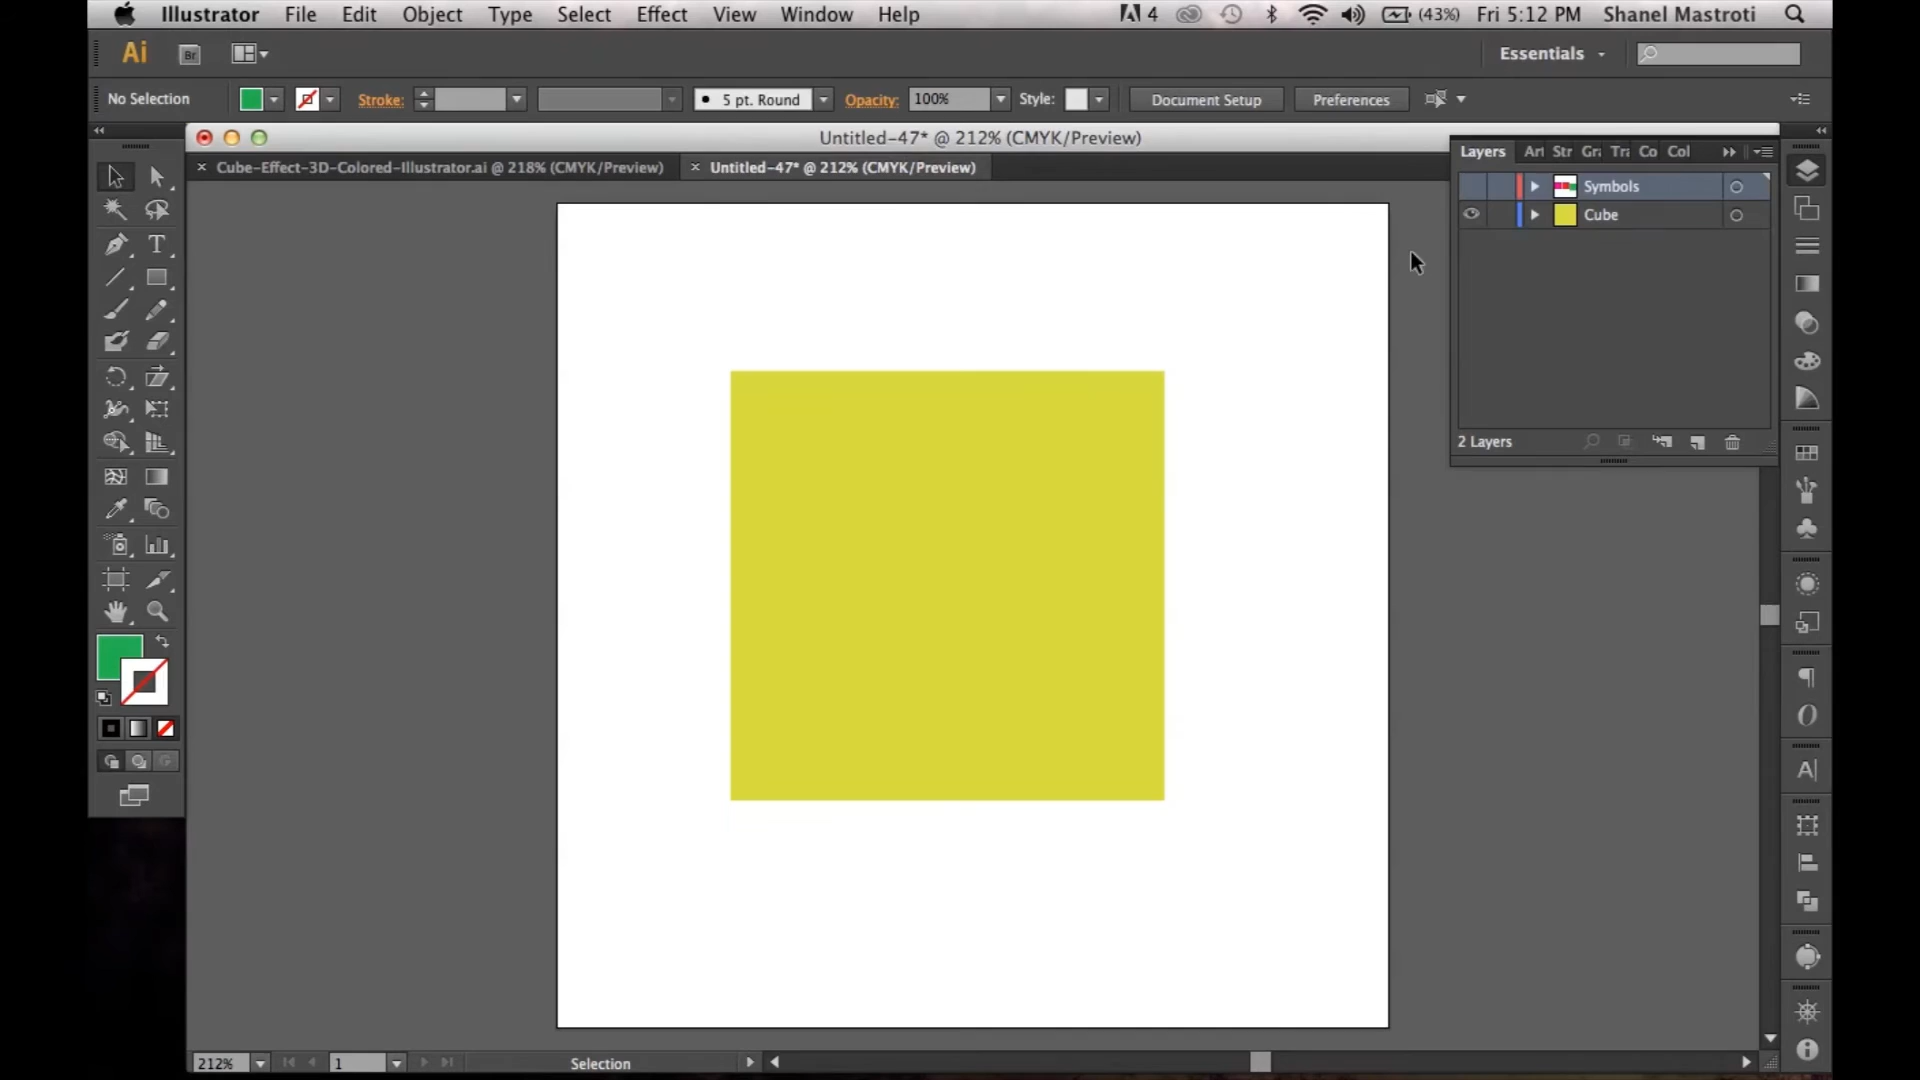 Illustrator File Edit Object Type Select Effect View Window Help 4 (43%) Fri 5:12 PM Shanel Mastroti
Ai Br Essentials
No Selection Stroke: 5 pt. Round Opacity: 100% Style: Document Setup Preferences
Untitled-47* @ 212% (CMYK/Preview)
Cube-Effect-3D-Colored-Illustrator.ai @ 218% (CMYK/Preview) Untitled-47* @ 212% (CMYK/Preview)
Layers Ar Str Gr Tr Co Col
Symbols
Cube
2 Layers
212% 1 Selection